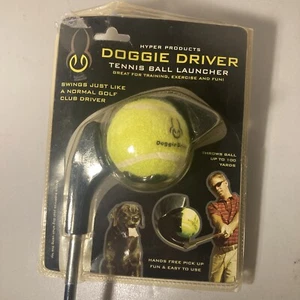 HYPER PRODUCTS
DOGGIE DRIVER
TENNIS BALL LAUNCHER
GREAT FOR TRAINING, EXERCISE AND FUN!
SWINGS JUST LIKE
A NORMAL GOLF
CLUB DRIVER
THROWS BALL
UP TO 100
YARDS
HANDS FREE PICK UP
FUN & EASY TO USE